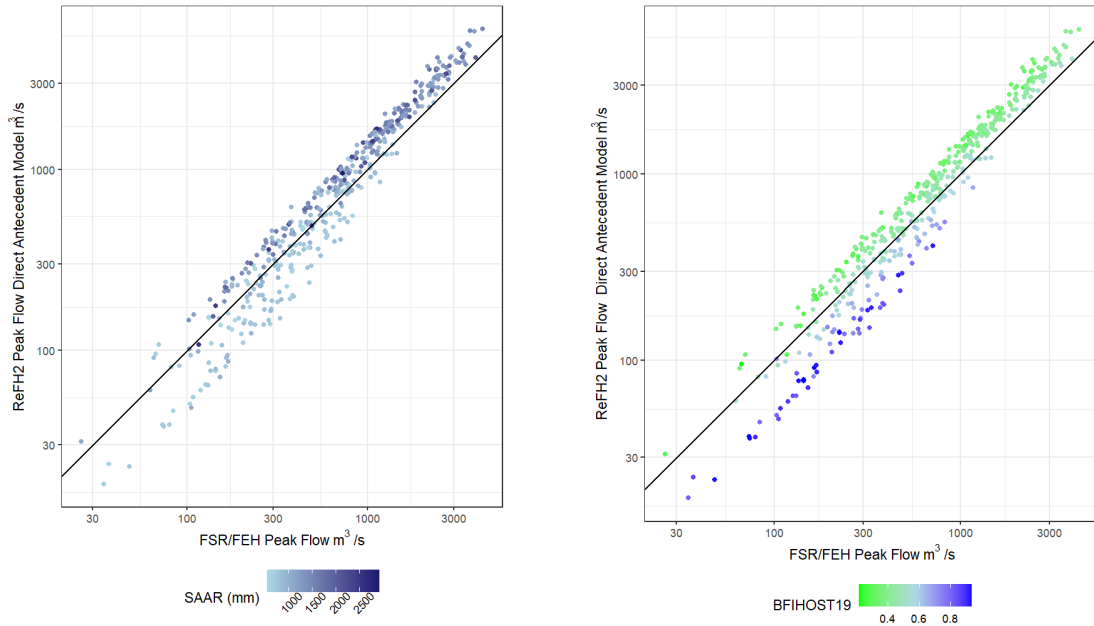 ReFH2 Peak Flow Direct Antecedent Model m³/s
3000
1000
300
100
30
30 100 300 1000 3000
FSR/FEH Peak Flow m³/s
SAAR (mm)
1000 1500 2000 2500
ReFH2 Peak Flow Direct Antecedent Model m³/s
3000
1000
300
100
30
30 100 300 1000 3000
FSR/FEH Peak Flow m³/s
BFIHOST19
0.4 0.6 0.8